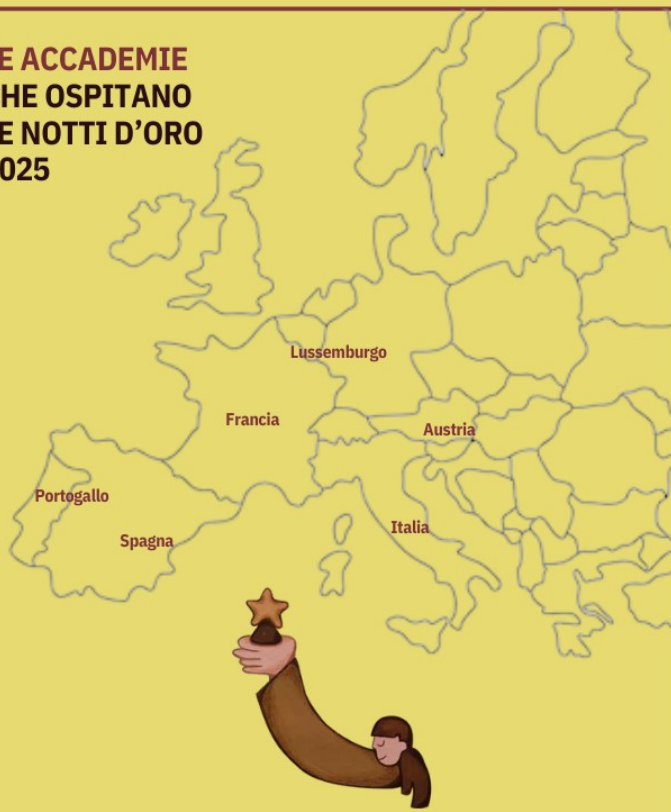 E ACCADEMIE
HE OSPITANO
E NOTTI D’ORO
025
Lussemburgo
Francia
Austria
Portogallo
Italia
Spagna